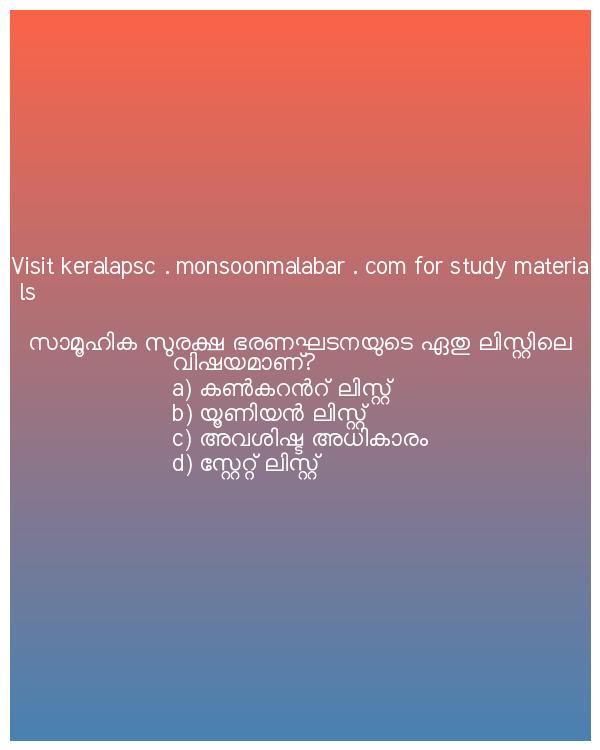 Visit keralapsc . monsoonmalabar . com for study materia
ls
സാമൂഹിക സുരക്ഷ ഭരണഘടനയുടെ ഏതു ലിസ്റ്റിലെ
വിഷയമാണ്?
a) കൺകറൻറ് ലിസ്റ്റ്
b) യൂണിയൻ ലിസ്റ്റ്
c) അവശിഷ്ട അധികാരം
d) സ്റ്റേറ്റ് ലിസ്റ്റ്